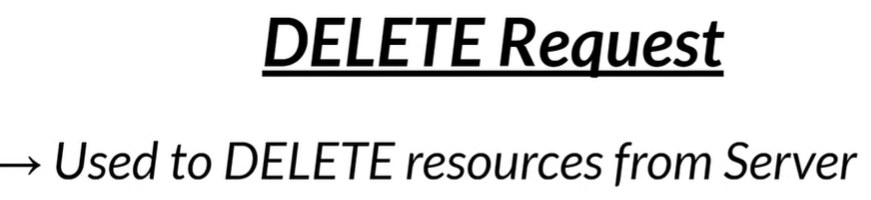 DELETE Request
→ Used to DELETE resources from Server